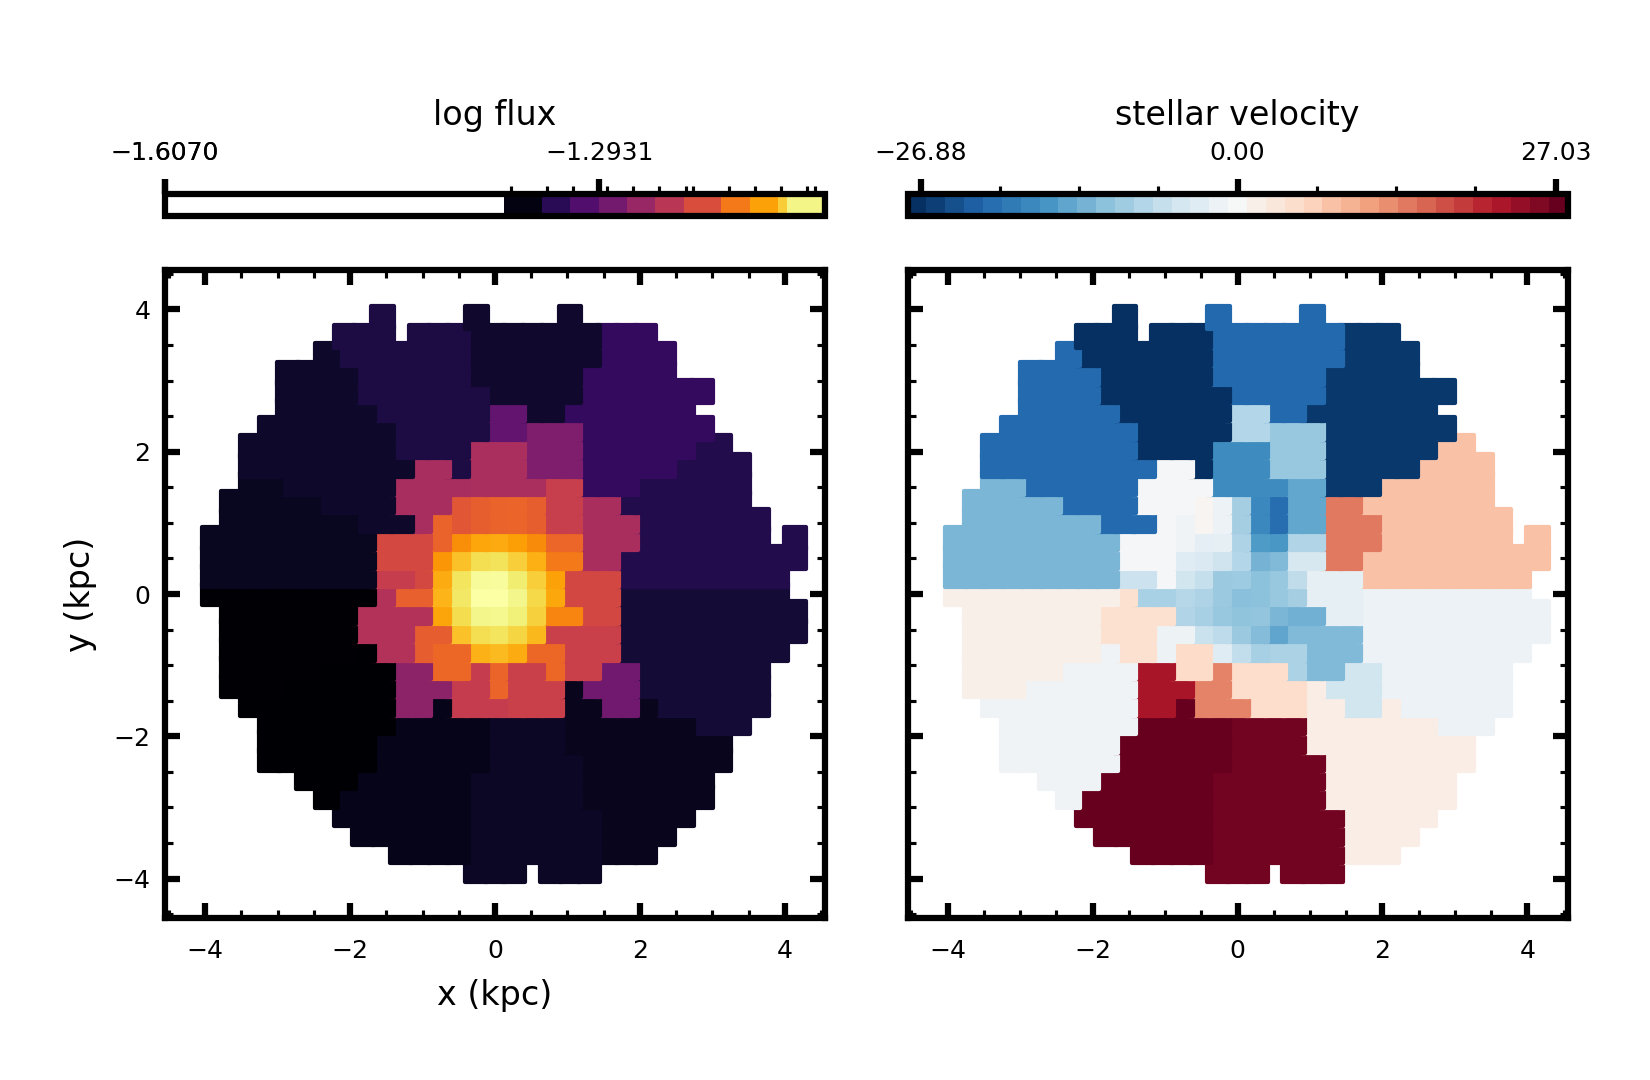 log flux
−1.6070 −1.2931
4
2
0
−2
−4
y (kpc)
−4 −2 0 2 4
x (kpc)
stellar velocity
−26.88 0.00 27.03
−4 −2 0 2 4